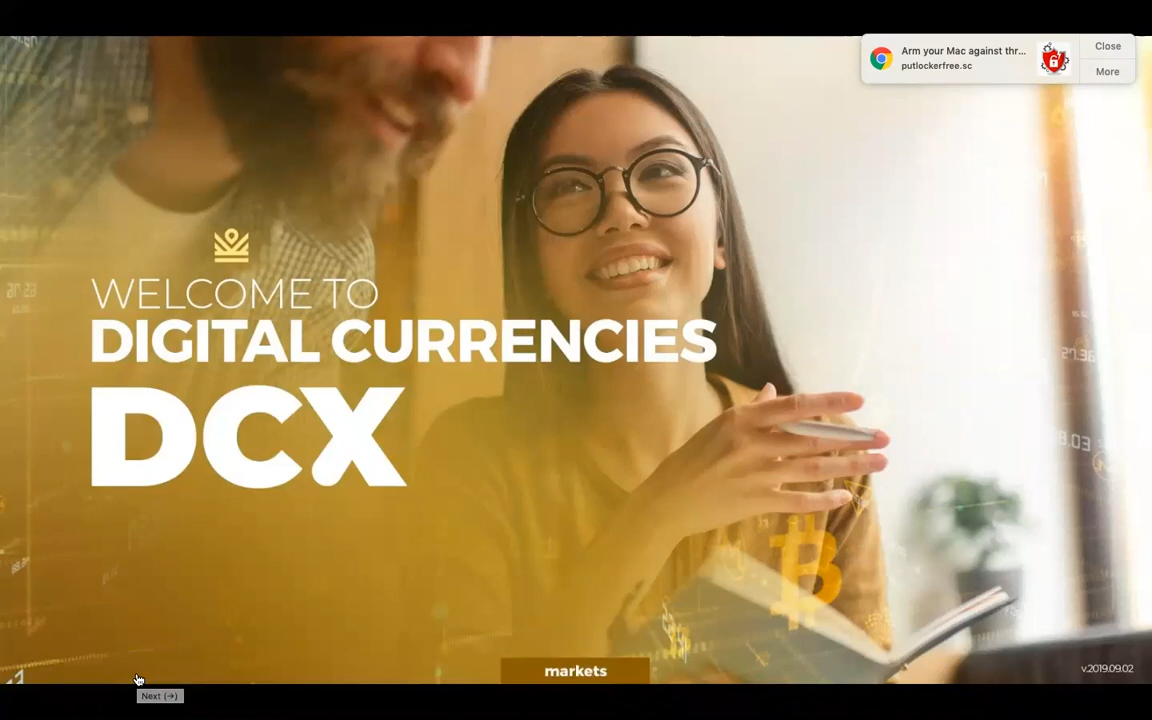 Arm your Mac against thr...
putlockerfree.sc
Close
More
WELCOME TO
DIGITAL CURRENCIES
DCX
markets
v.2019.09.02
Next (→)